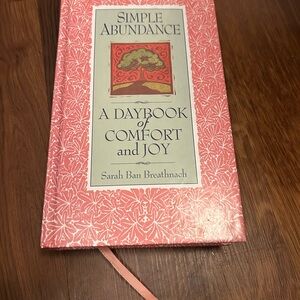 SIMPLE
ABUNDANCE
A DAYBOOK
of
COMFORT
and JOY
Sarah Ban Breathnach